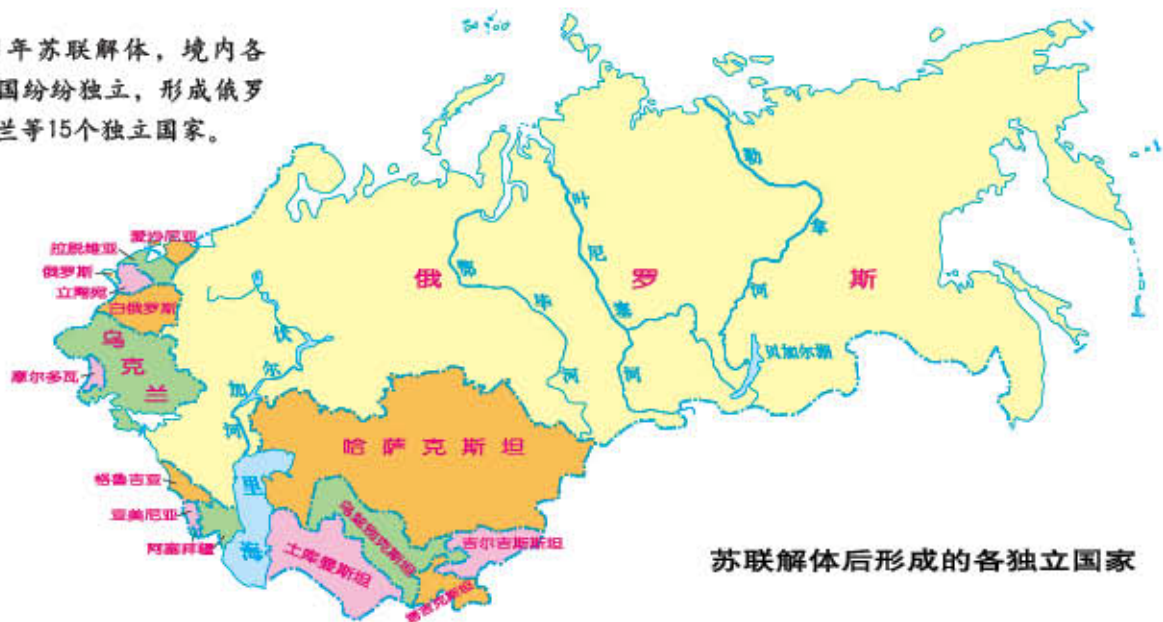 年苏联解体，境内各
国纷纷独立，形成俄罗
兰等15个独立国家。
爱沙尼亚
拉脱维亚
俄罗斯
立陶宛
白俄罗斯
乌克兰
摩尔多瓦
俄罗斯
鄂毕河
叶尼塞河
勒拿河
贝加尔湖
伏尔加河
哈萨克斯坦
格鲁吉亚
亚美尼亚
阿塞拜疆
里海
土库曼斯坦
乌兹别克斯坦
吉尔吉斯斯坦
塔吉克斯坦
苏联解体后形成的各独立国家